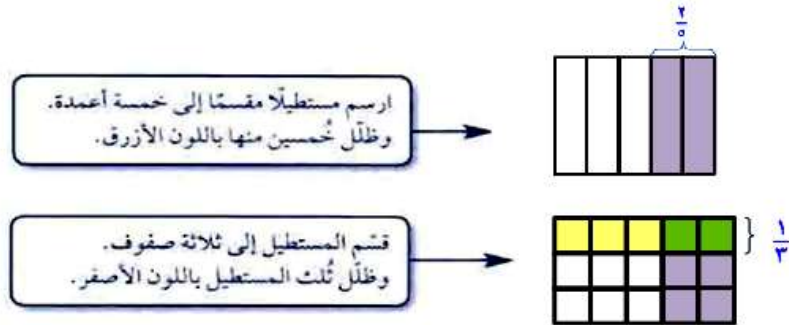 ٢/٥
ارسم مستطيلًا مقسمًا إلى خمسة أعمدة.
وظلّل خُمسين منها باللون الأزرق.
قسّم المستطيل إلى ثلاثة صفوف.
وظلّل ثُلث المستطيل باللون الأصفر.
١/٣